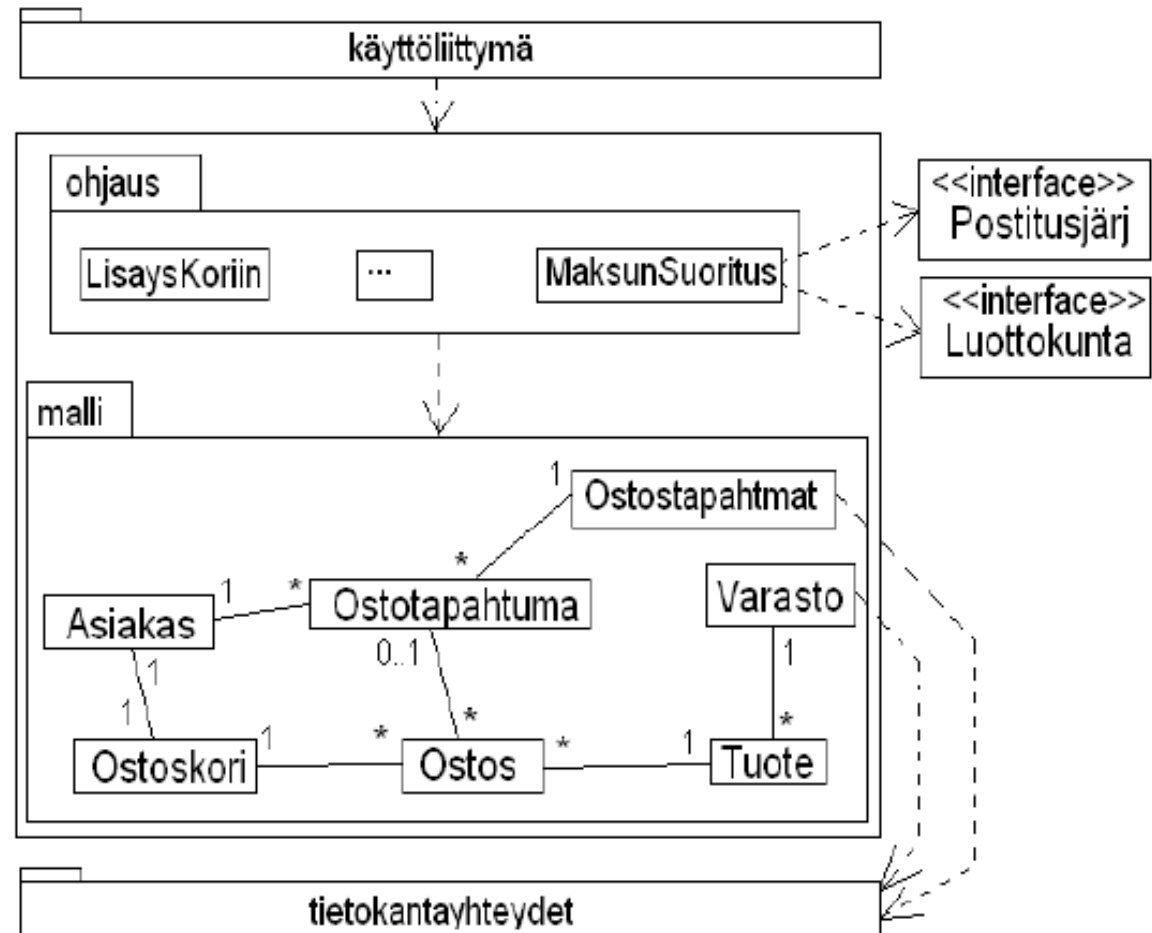 käyttöliittymä
ohjaus
LisaysKoriin
...
MaksunSuoritus
<<interface>>
Postitusjärj
<<interface>>
Luottokunta
malli
1
Ostostapahtmat
*
1
*
Ostotapahtuma
Varasto
Asiakas
0..1
1
1
1
*
*
Ostoskori
1
*
Ostos
*
1
Tuote
tietokantayhteydet